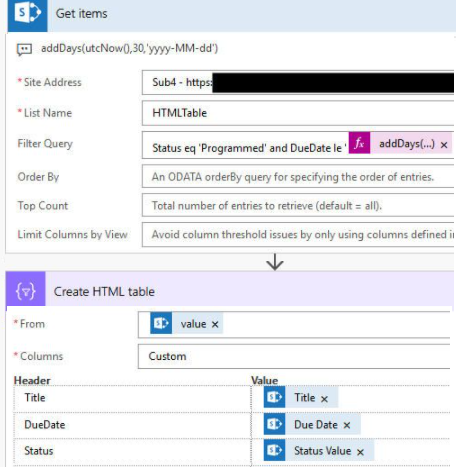 Get items
addDays(utcNow(),30,'yyyy-MM-dd')
*Site Address Sub4 - https:
*List Name HTMLTable
Filter Query Status eq 'Programmed' and DueDate le ' fx addDays(...) ×
Order By An ODATA orderBy query for specifying the order of entries.
Top Count Total number of entries to retrieve (default = all).
Limit Columns by View Avoid column threshold issues by only using columns defined i
Create HTML table
*From value ×
*Columns Custom
Header Value
Title Title ×
DueDate Due Date ×
Status Status Value ×